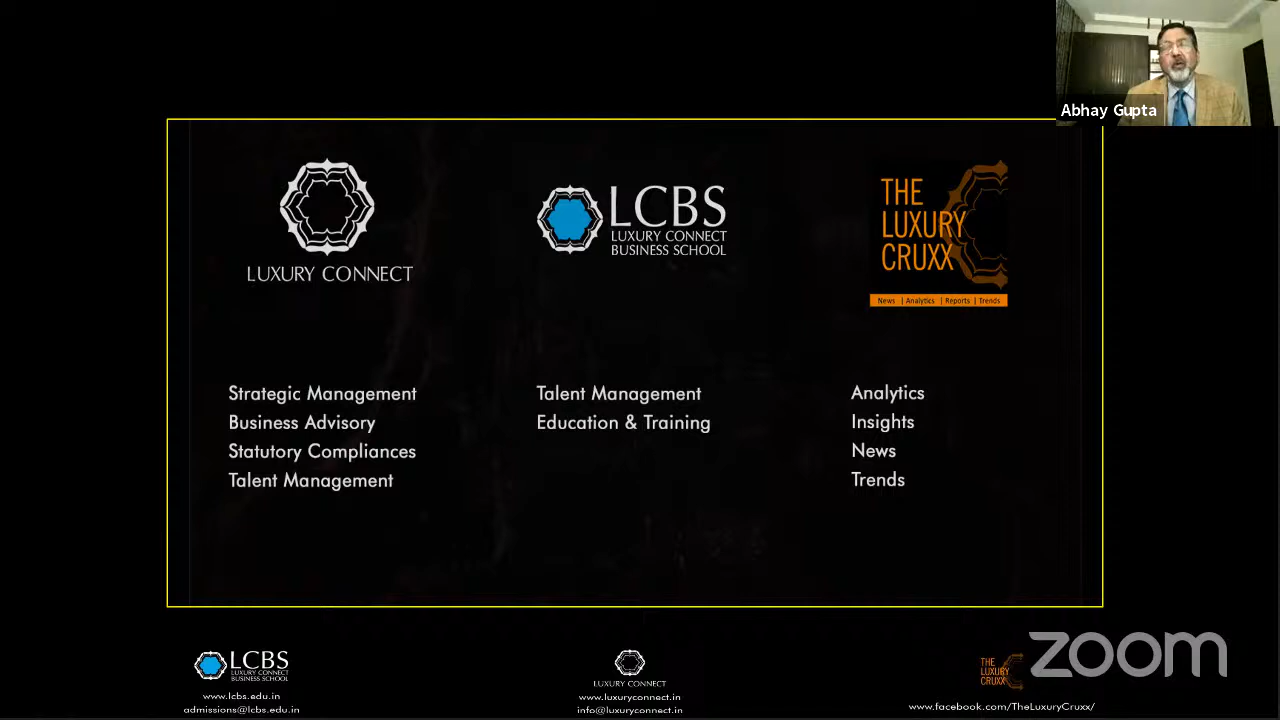 Abhay Gupta
LUXURY CONNECT
LCBS
LUXURY CONNECT
BUSINESS SCHOOL
THE
LUXURY
CRUXX
News | Analytics | Reports | Trends
Strategic Management
Business Advisory
Statutory Compliances
Talent Management
Talent Management
Education & Training
Analytics
Insights
News
Trends
LCBS
LUXURY CONNECT
BUSINESS SCHOOL
www.lcbs.edu.in
admissions@lcbs.edu.in
LUXURY CONNECT
www.luxuryconnect.in
info@luxuryconnect.in
THE
LUXURY
CRUXX
www.facebook.com/TheLuxuryCruxx/
zoom